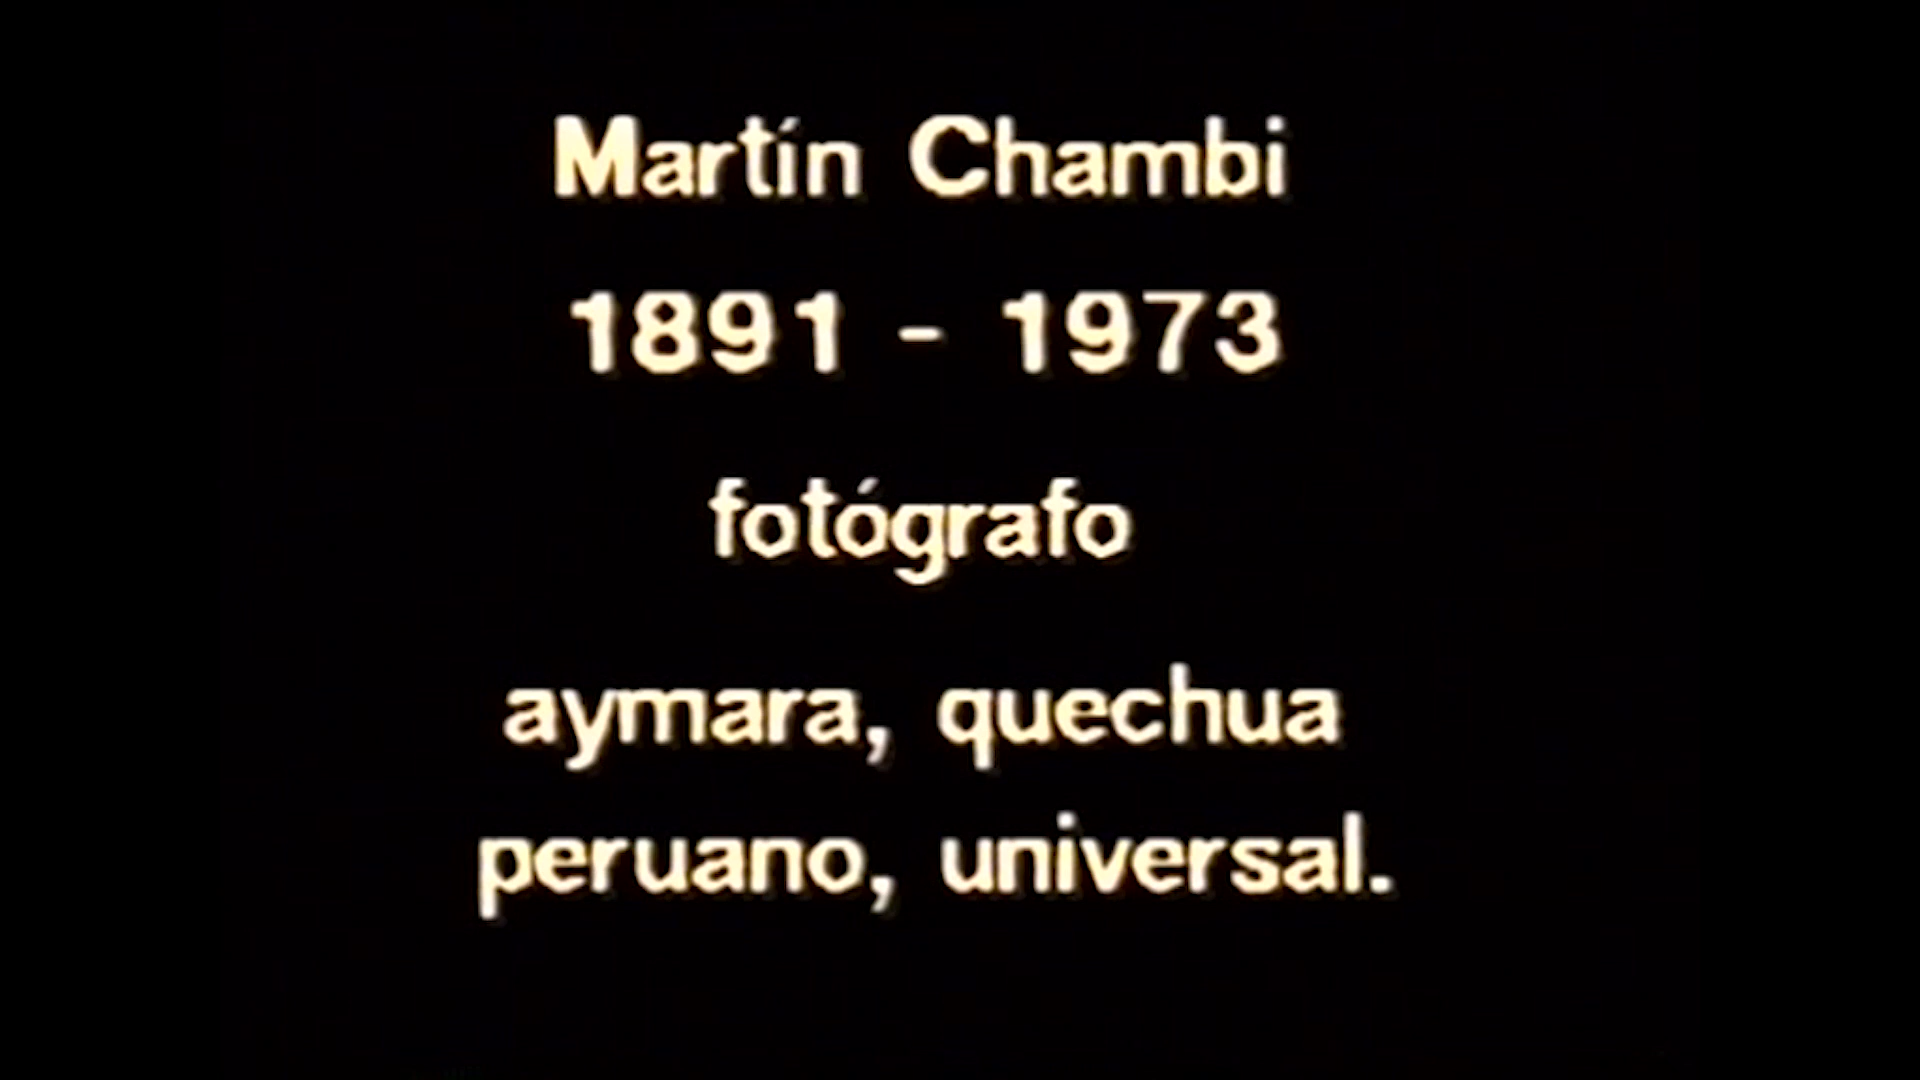 Martín Chambi
1891 - 1973
fotógrafo
aymara, quechua
peruano, universal.